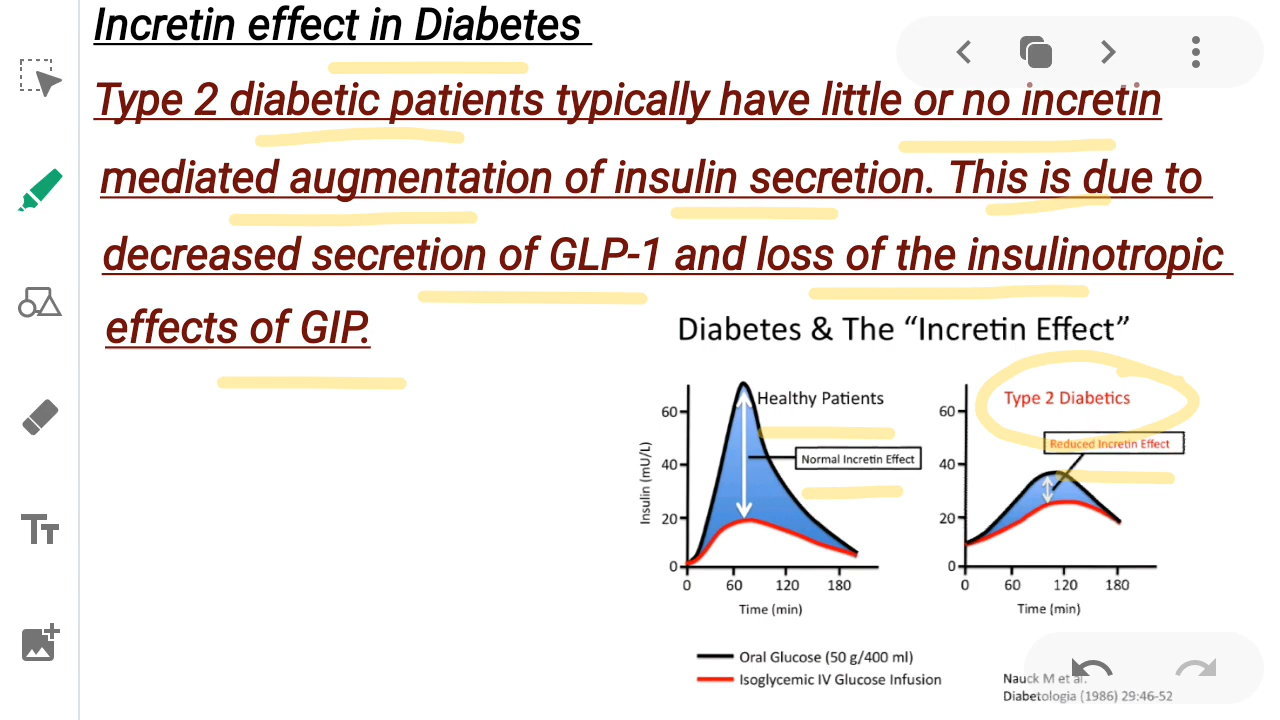 Incretin effect in Diabetes
Type 2 diabetic patients typically have little or no incretin
mediated augmentation of insulin secretion. This is due to
decreased secretion of GLP-1 and loss of the insulinotropic
effects of GIP.
Diabetes & The “Incretin Effect”
Healthy Patients
Normal Incretin Effect
Insulin (mU/L)
60
40
20
0
0 60 120 180
Time (min)
Type 2 Diabetics
Reduced Incretin Effect
60
40
20
0
0 60 120 180
Time (min)
Oral Glucose (50 g/400 ml)
Isoglycemic IV Glucose Infusion
Nauck M et al.
Diabetologia (1986) 29:46-52
TT